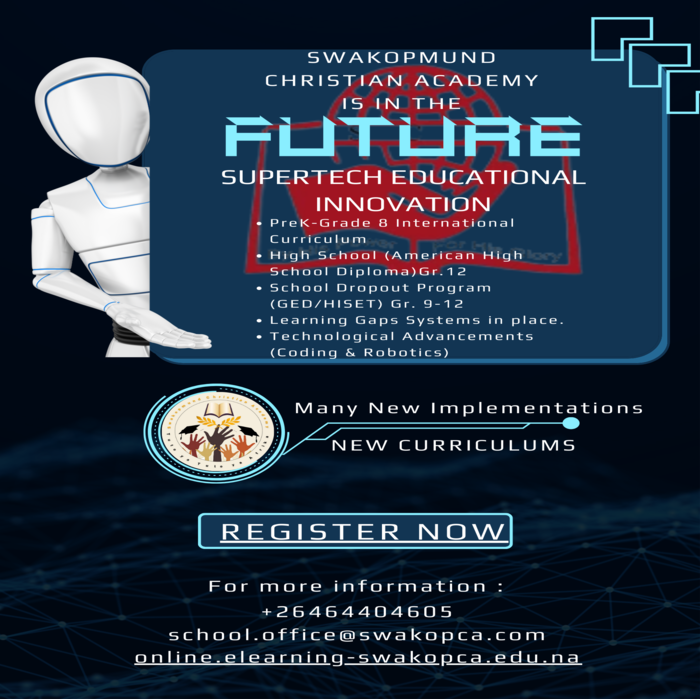 SWAKOPMUND
CHRISTIAN ACADEMY
IS IN THE
FUTURE
SUPERTECH EDUCATIONAL
INNOVATION
• PreK-Grade 8 International
Curriculum
For His Glory
• High School (American High
School Diploma)Gr.12
• School Dropout Program
(GED/HISET) Gr. 9-12
• Learning Gaps Systems in place.
• Technological Advancements
(Coding & Robotics)
Many New Implementations
NEW CURRICULUMS
REGISTER NOW
For more information :
+26464404605
school.office@swakopca.com
online.elearning-swakopca.edu.na